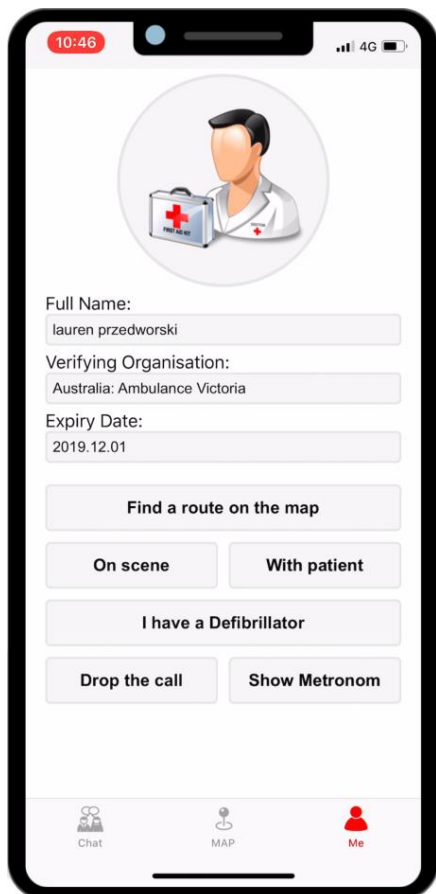 10:46
4G
FIRST AID KIT
DOCTOR
Full Name:
lauren przedworski
Verifying Organisation:
Australia: Ambulance Victoria
Expiry Date:
2019.12.01
Find a route on the map
On scene
With patient
I have a Defibrillator
Drop the call
Show Metronom
Chat
MAP
Me